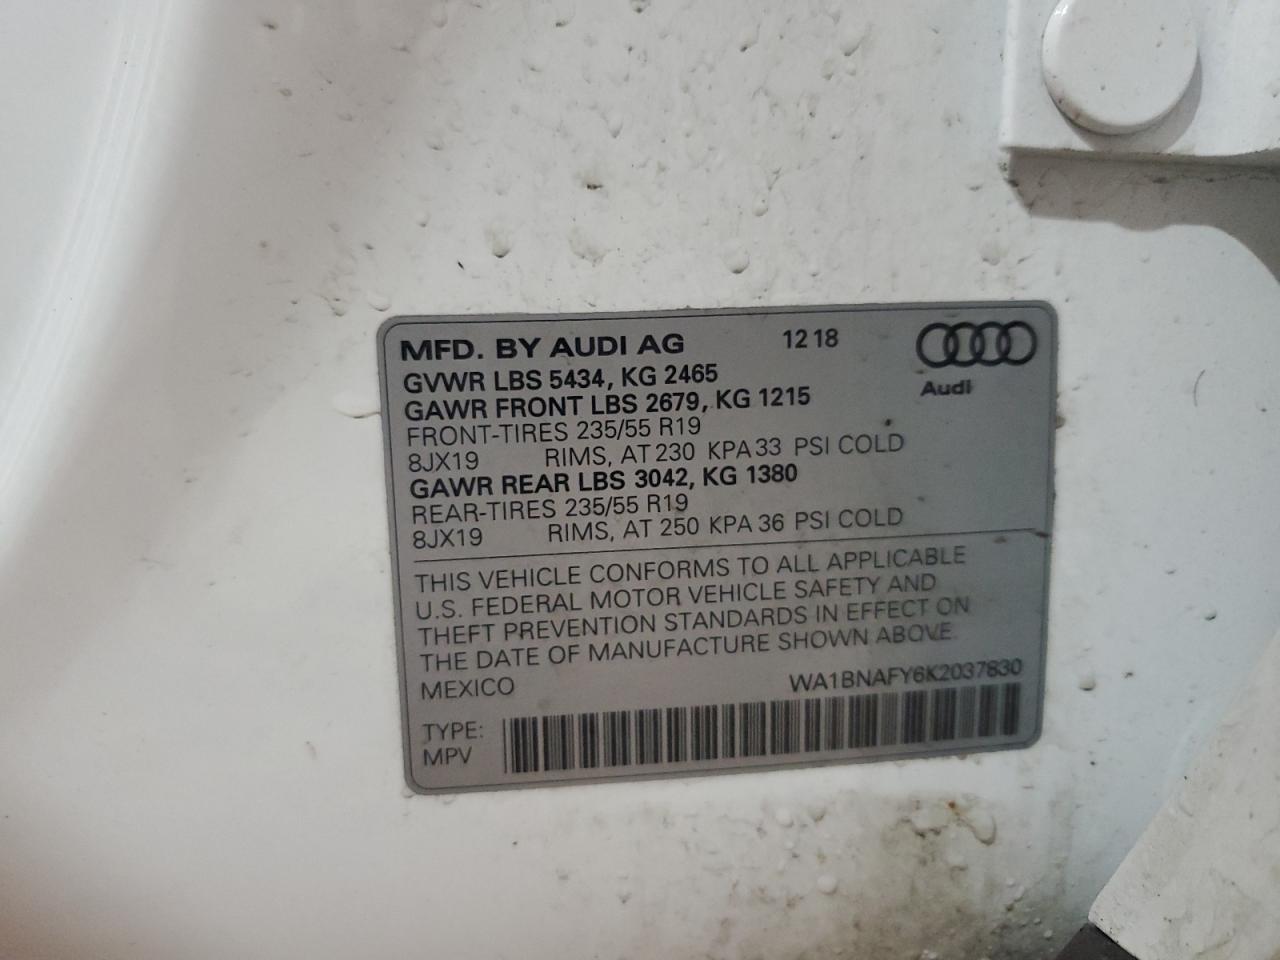 MFD. BY AUDI AG 12 18
Audi
GVWR LBS 5434, KG 2465
GAWR FRONT LBS 2679, KG 1215
FRONT-TIRES 235/55 R19
8JX19 RIMS, AT 230 KPA 33 PSI COLD
GAWR REAR LBS 3042, KG 1380
REAR-TIRES 235/55 R19
8JX19 RIMS, AT 250 KPA 36 PSI COLD
THIS VEHICLE CONFORMS TO ALL APPLICABLE
U.S. FEDERAL MOTOR VEHICLE SAFETY AND
THEFT PREVENTION STANDARDS IN EFFECT ON
THE DATE OF MANUFACTURE SHOWN ABOVE.
MEXICO WA1BNAFY6K2037830
TYPE:
MPV